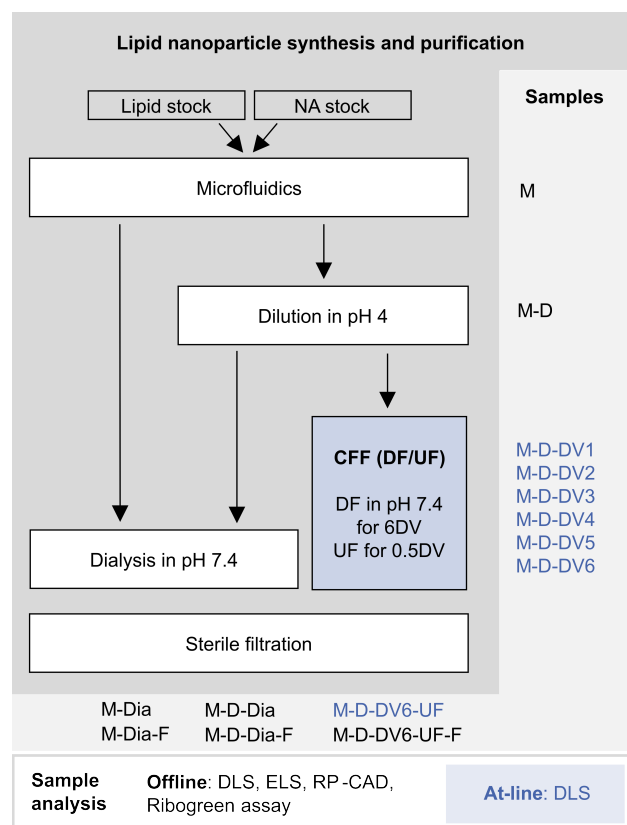 Lipid nanoparticle synthesis and purification
Samples
Lipid stock
NA stock
Microfluidics
M
Dilution in pH 4
M-D
CFF (DF/UF)
DF in pH 7.4
for 6DV
UF for 0.5DV
M-D-DV1
M-D-DV2
M-D-DV3
M-D-DV4
M-D-DV5
M-D-DV6
Dialysis in pH 7.4
Sterile filtration
M-Dia
M-Dia-F
M-D-Dia
M-D-Dia-F
M-D-DV6-UF
M-D-DV6-UF-F
Sample
analysis
Offline: DLS, ELS, RP-CAD,
Ribogreen assay
At-line: DLS